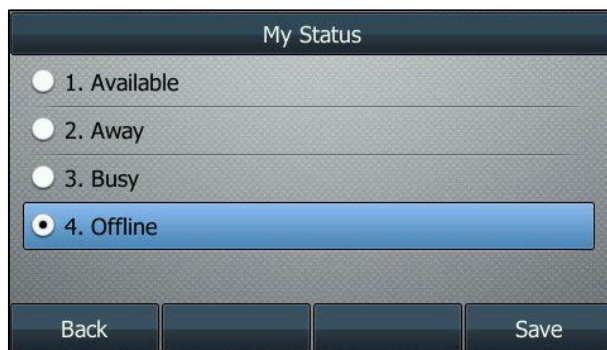 My Status
1. Available
2. Away
3. Busy
4. Offline
Back Save